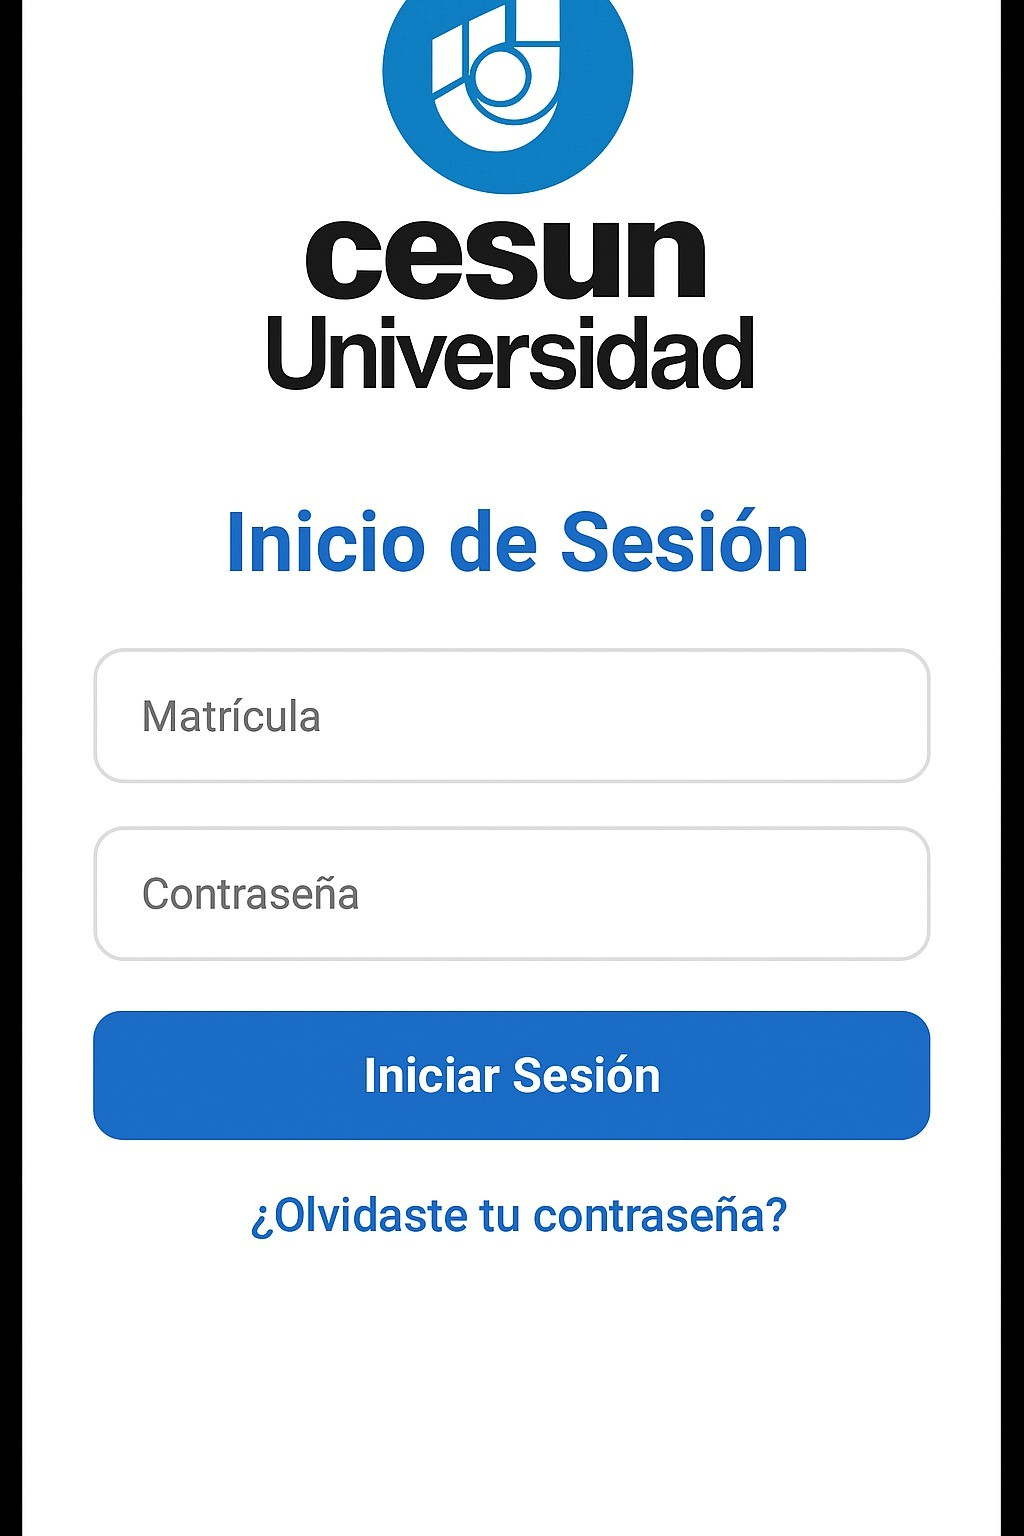 cesun
Universidad
Inicio de Sesión
Matrícula
Contraseña
Iniciar Sesión
¿Olvidaste tu contraseña?